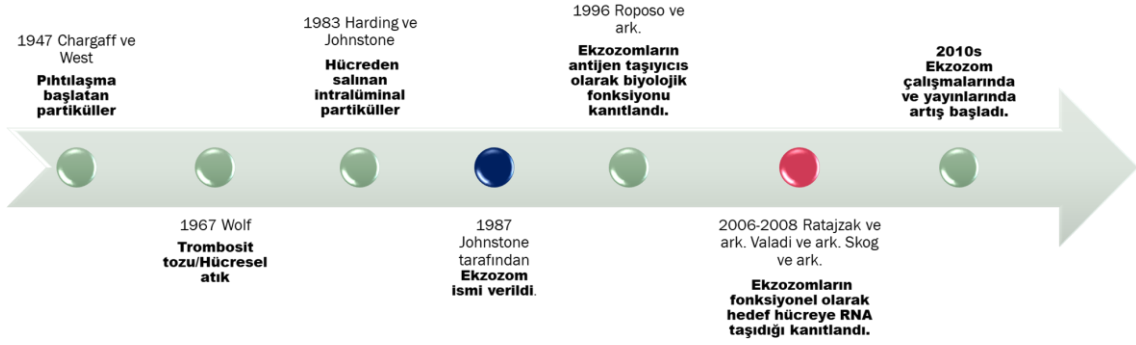 1947 Chargaff ve
West
Pıhtılaşma
başlatan
partiküller
1967 Wolf
Trombosit
tozu/Hücresel
atık
1983 Harding ve
Johnstone
Hücreden
salınan
intralüminal
partiküller
1987
Johnstone
tarafından
Ekzozom
ismi verildi.
1996 Roposo ve
ark.
Ekzozomların
antijen taşıyıcıs
olarak biyolojik
fonksiyonu
kanıtlandı.
2006-2008 Ratajzak ve
ark. Valadi ve ark. Skog
ve ark.
Ekzozomların
fonksiyonel olarak
hedef hücreye RNA
taşıdığı kanıtlandı.
2010s
Ekzozom
çalışmalarında
ve yayınlarında
artış başladı.